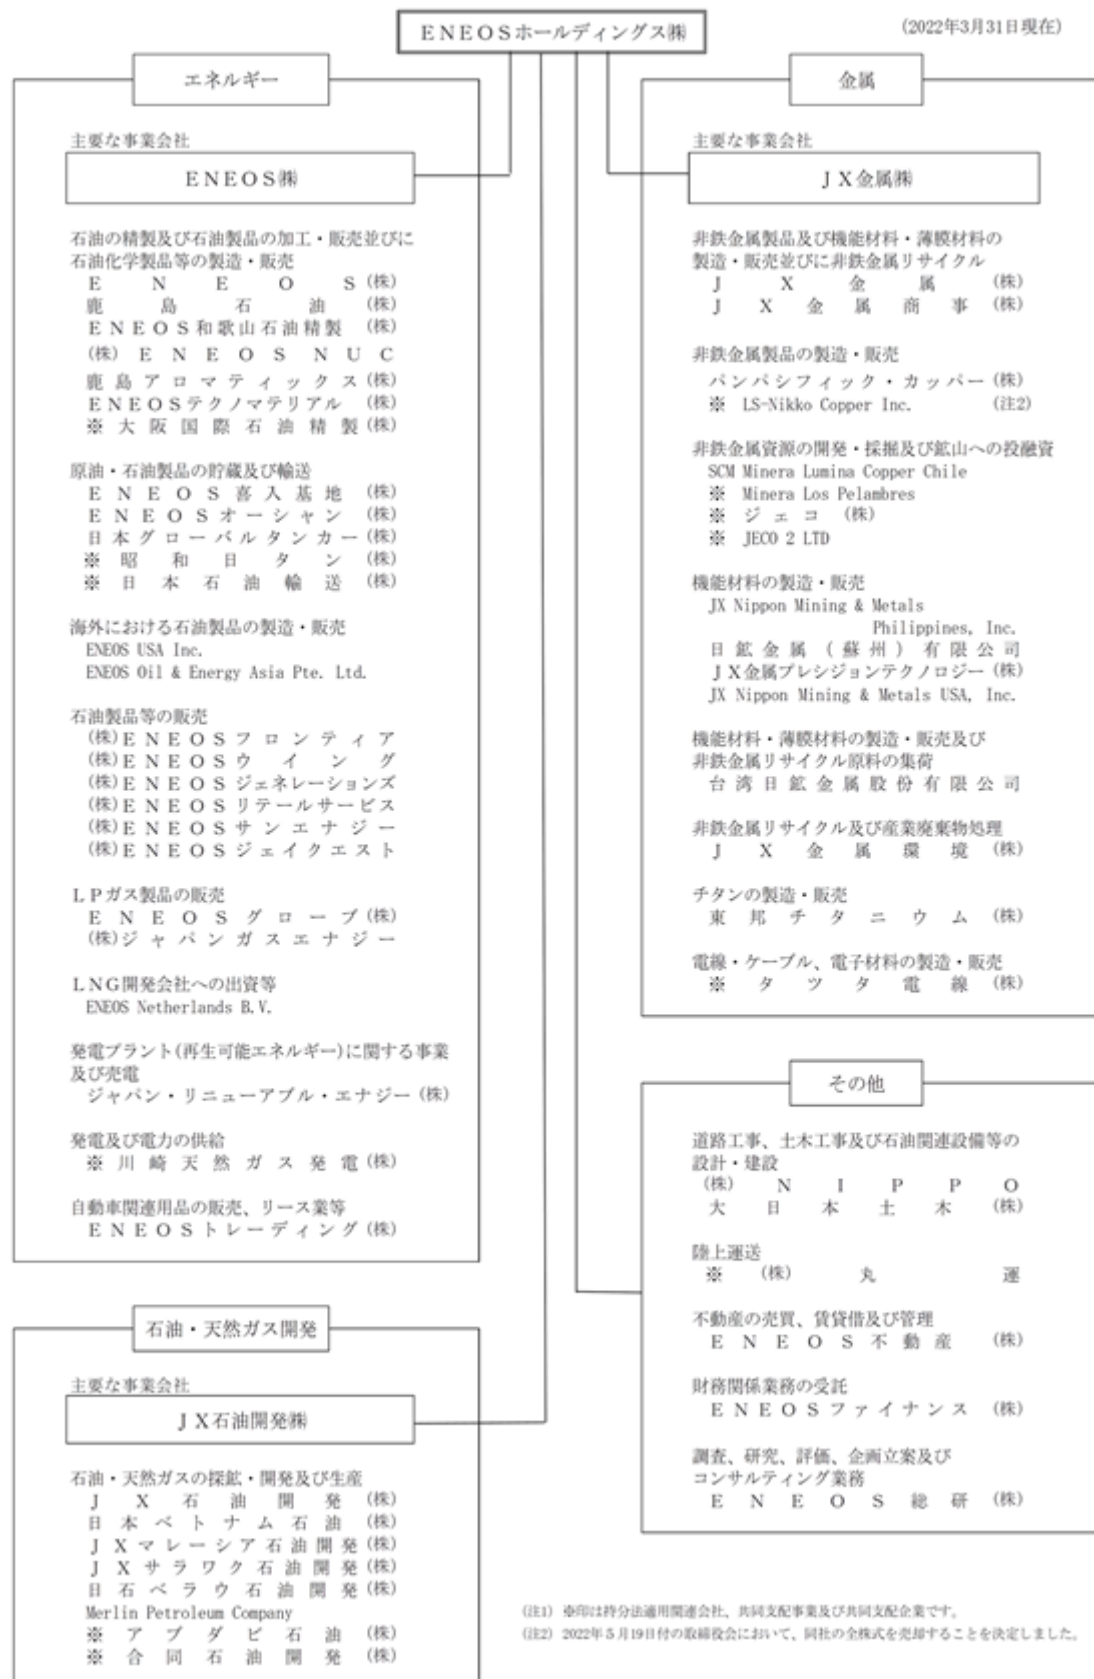 ENEOSホールディングス㈱
(2022年3月31日現在)
エネルギー
主要な事業会社
ENEOS㈱
石油の精製及び石油製品の加工・販売並びに
石油化学製品等の製造・販売
ENEOS(株)
鹿島石油(株)
ENEOS和歌山石油精製(株)
(株)ENEOS NUC
鹿島アロマティックス(株)
ENEOSテクノマテリアル(株)
※大阪国際石油精製(株)
原油・石油製品の貯蔵及び輸送
ENEOS喜入基地(株)
ENEOSオーシャン(株)
日本グローバルタンカー(株)
※昭和日タン(株)
※日本石油輸送(株)
海外における石油製品の製造・販売
ENEOS USA Inc.
ENEOS Oil & Energy Asia Pte. Ltd.
石油製品等の販売
(株)ENEOSフロンティア
(株)ENEOSウイング
(株)ENEOSジェネレーションズ
(株)ENEOSリテールサービス
(株)ENEOSサンエナジー
(株)ENEOSジェイクエスト
LPガス製品の販売
ENEOSグローブ(株)
(株)ジャパンガスエナジー
LNG開発会社への出資等
ENEOS Netherlands B.V.
発電プラント(再生可能エネルギー)に関する事業
及び売電
ジャパン・リニューアブル・エナジー(株)
発電及び電力の供給
※川崎天然ガス発電(株)
自動車関連用品の販売、リース業等
ENEOSトレーディング(株)
石油・天然ガス開発
主要な事業会社
JX石油開発㈱
石油・天然ガスの探鉱・開発及び生産
JX石油開発(株)
日本ベトナム石油(株)
JXマレーシア石油開発(株)
JXサラワク石油開発(株)
日石ベラウ石油開発(株)
Merlin Petroleum Company
※アブダビ石油(株)
※合同石油開発(株)
金属
主要な事業会社
JX金属㈱
非鉄金属製品及び機能材料・薄膜材料の
製造・販売並びに非鉄金属リサイクル
JX金属(株)
JX金属商事(株)
非鉄金属製品の製造・販売
パンパシフィック・カッパー(株)
※ LS-Nikko Copper Inc. (注2)
非鉄金属資源の開発・採掘及び鉱山への投融資
SCM Minera Lumina Copper Chile
※ Minera Los Pelambres
※ジェコ(株)
※ JECO 2 LTD
機能材料の製造・販売
JX Nippon Mining & Metals
Philippines, Inc.
日鉱金属(蘇州)有限公司
JX金属プレシジョンテクノロジー(株)
JX Nippon Mining & Metals USA, Inc.
機能材料・薄膜材料の製造・販売及び
非鉄金属リサイクル原料の集荷
台湾日鉱金属股份有限公司
非鉄金属リサイクル及び産業廃棄物処理
JX金属環境(株)
チタンの製造・販売
東邦チタニウム(株)
電線・ケーブル、電子材料の製造・販売
※タツタ電線(株)
その他
道路工事、土木工事及び石油関連設備等の
設計・建設
(株)NIPPO
大日本土木(株)
陸上運送
※(株)丸運
不動産の売買、賃貸借及び管理
ENEOS不動産(株)
財務関係業務の受託
ENEOSファイナンス(株)
調査、研究、評価、企画立案及び
コンサルティング業務
ENEOS総研(株)
(注1) ※印は持分法適用関連会社、共同支配事業及び共同支配企業です。
(注2) 2022年5月19日付の取締役会において、同社の全株式を売却することを決定しました。